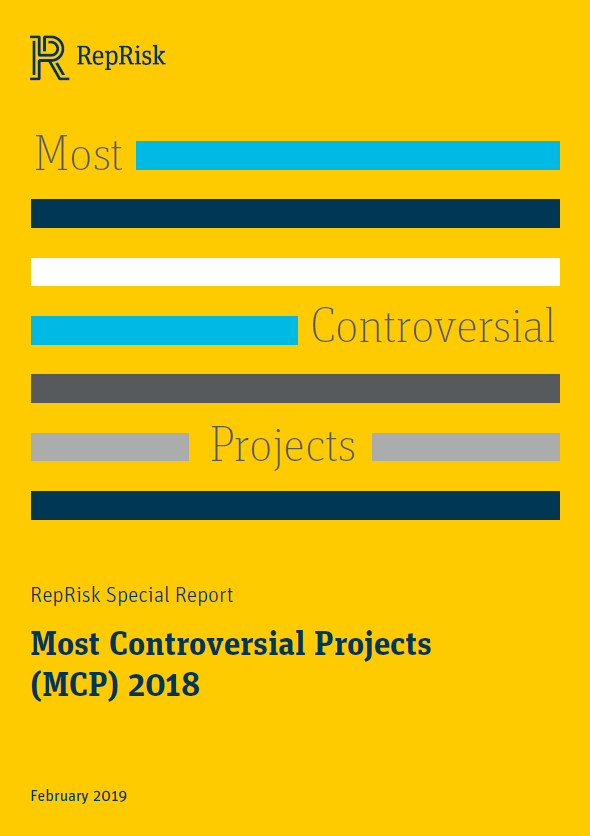 RepRisk
Most
Controversial
Projects
RepRisk Special Report
Most Controversial Projects
(MCP) 2018
February 2019